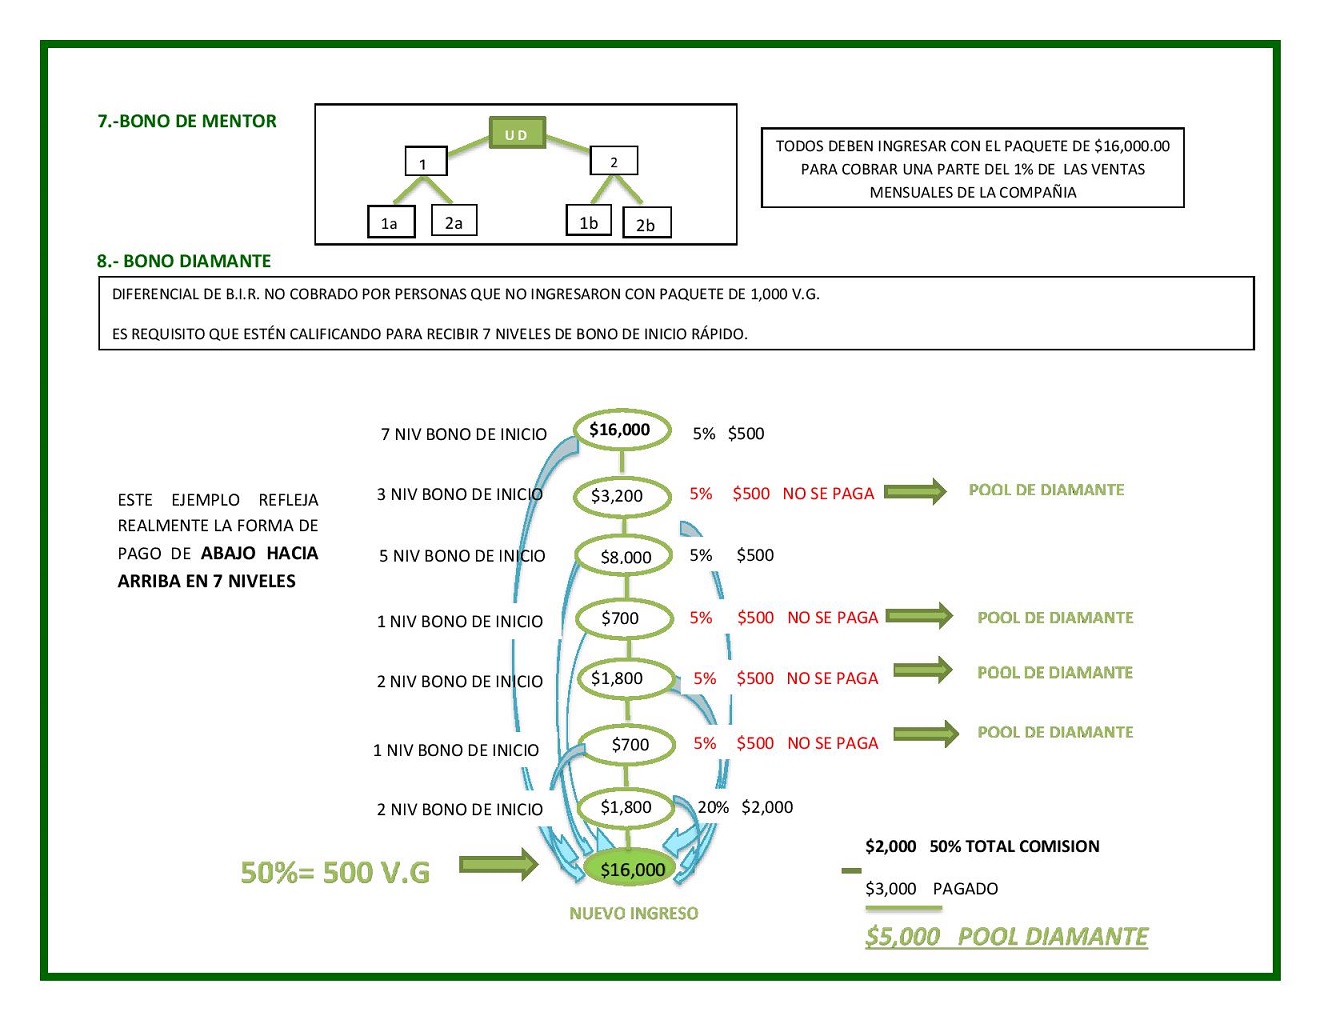 7.-BONO DE MENTOR
U D
1
2
1a
2a
1b
2b
TODOS DEBEN INGRESAR CON EL PAQUETE DE $16,000.00
PARA COBRAR UNA PARTE DEL 1% DE LAS VENTAS
MENSUALES DE LA COMPAÑIA
8.- BONO DIAMANTE
DIFERENCIAL DE B.I.R. NO COBRADO POR PERSONAS QUE NO INGRESARON CON PAQUETE DE 1,000 V.G.
ES REQUISITO QUE ESTÉN CALIFICANDO PARA RECIBIR 7 NIVELES DE BONO DE INICIO RÁPIDO.
ESTE EJEMPLO REFLEJA
REALMENTE LA FORMA DE
PAGO DE ABAJO HACIA
ARRIBA EN 7 NIVELES
7 NIV BONO DE INICIO $16,000 5% $500
3 NIV BONO DE INICIO $3,200 5% $500 NO SE PAGA POOL DE DIAMANTE
5 NIV BONO DE INICIO $8,000 5% $500
1 NIV BONO DE INICIO $700 5% $500 NO SE PAGA POOL DE DIAMANTE
2 NIV BONO DE INICIO $1,800 5% $500 NO SE PAGA POOL DE DIAMANTE
1 NIV BONO DE INICIO $700 5% $500 NO SE PAGA POOL DE DIAMANTE
2 NIV BONO DE INICIO $1,800 20% $2,000
50%= 500 V.G $16,000
NUEVO INGRESO
$2,000 50% TOTAL COMISION
$3,000 PAGADO
$5,000 POOL DIAMANTE